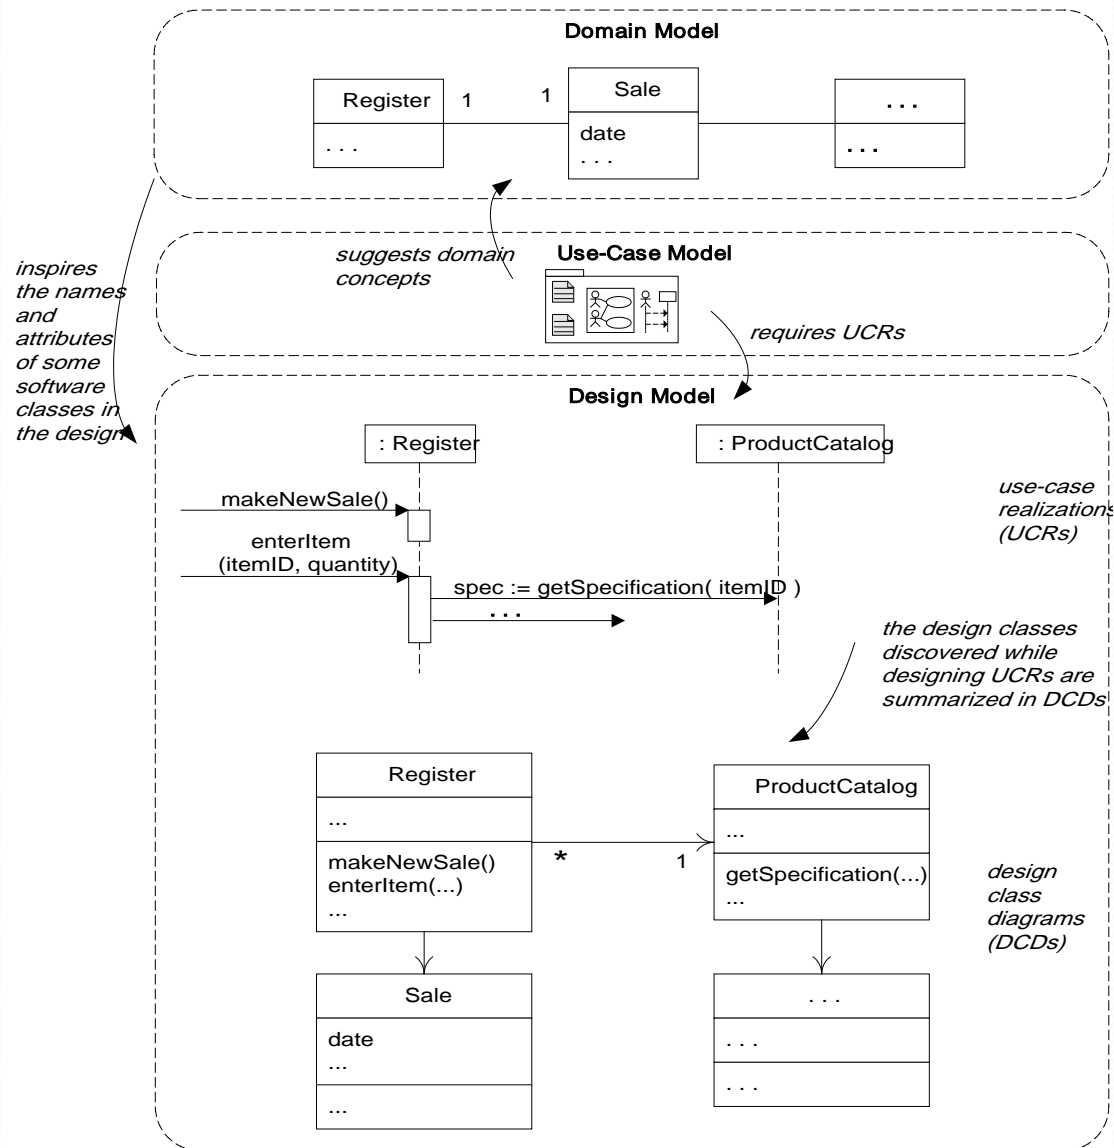 Domain Model
Register
1
1
Sale
. . .
. . .
date
. . .
. . .
inspires
the names
and
attributes
of some
software
classes in
the design
suggests domain
concepts
Use-Case Model
requires UCRs
Design Model
: Register
: ProductCatalog
makeNewSale()
enterItem
(itemID, quantity)
spec := getSpecification( itemID )
. . .
use-case
realizations
(UCRs)
the design classes
discovered while
designing UCRs are
summarized in DCDs
Register
...
makeNewSale()
enterItem(...)
...
*
1
ProductCatalog
...
getSpecification(...)
...
design
class
diagrams
(DCDs)
Sale
date
...
...
. . .
. . .
. . .